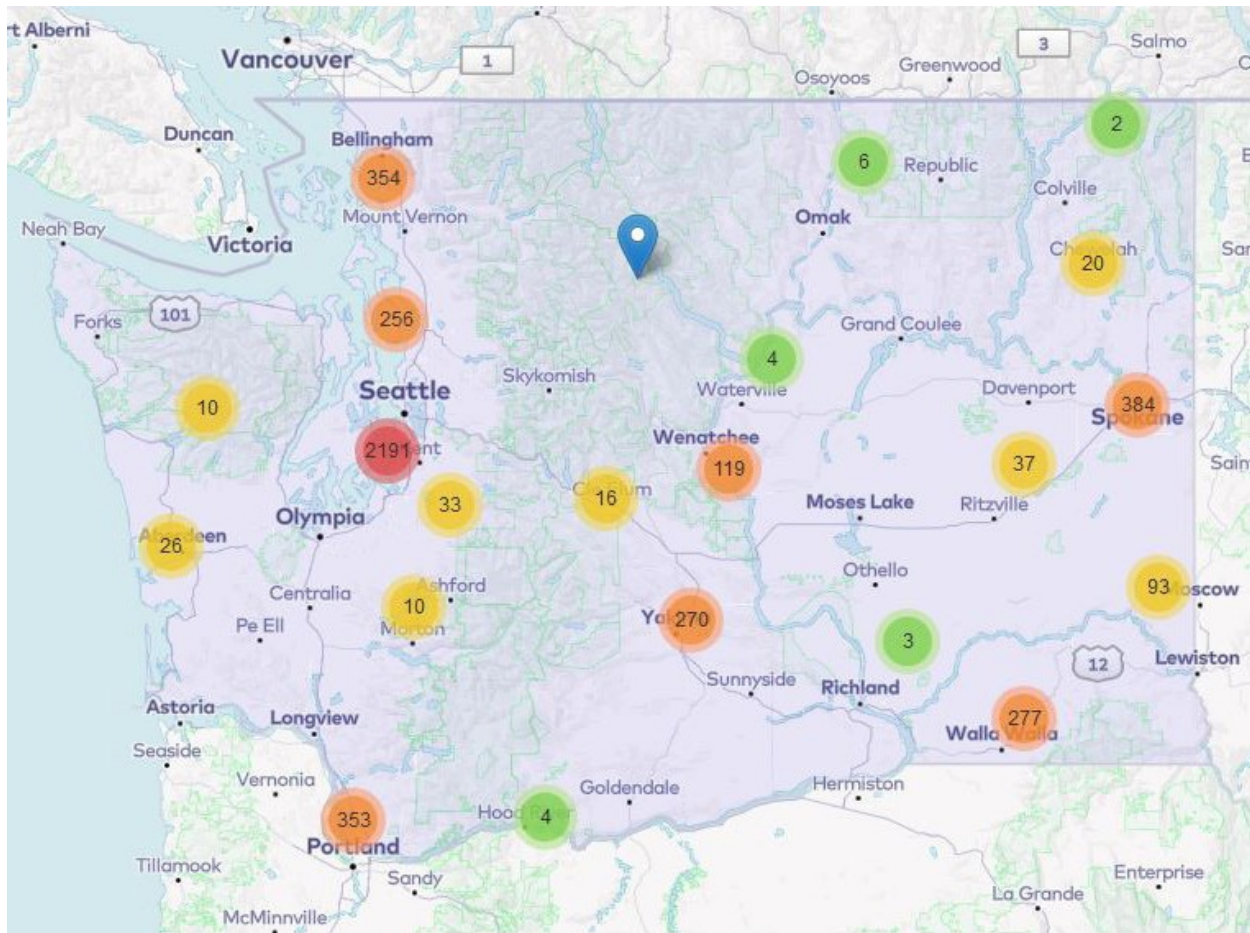 rt Alberni
Vancouver
1
3
Salmo
Greenwood
Osoyoos
Duncan
Bellingham
2
6
Republic
354
Colville
Mount Vernon
Omak
Neah Bay
Victoria
20
101
Forks
256
Grand Coulee
4
Skykomish
Waterville
Davenport
Seattle
10
384
Spokane
Wenatchee
2191
119
37
16
33
Moses Lake
Ritzville
Olympia
26
Othello
93
Moscow
Centralia
Ashford
10
Pe Ell
Morton
270
3
Lewiston
12
Sunnyside
Richland
Astoria
Longview
277
Walla Walla
Seaside
Vernonia
Goldendale
Hermiston
353
4
Portland
Tillamook
Sandy
Enterprise
La Grande
McMinnville